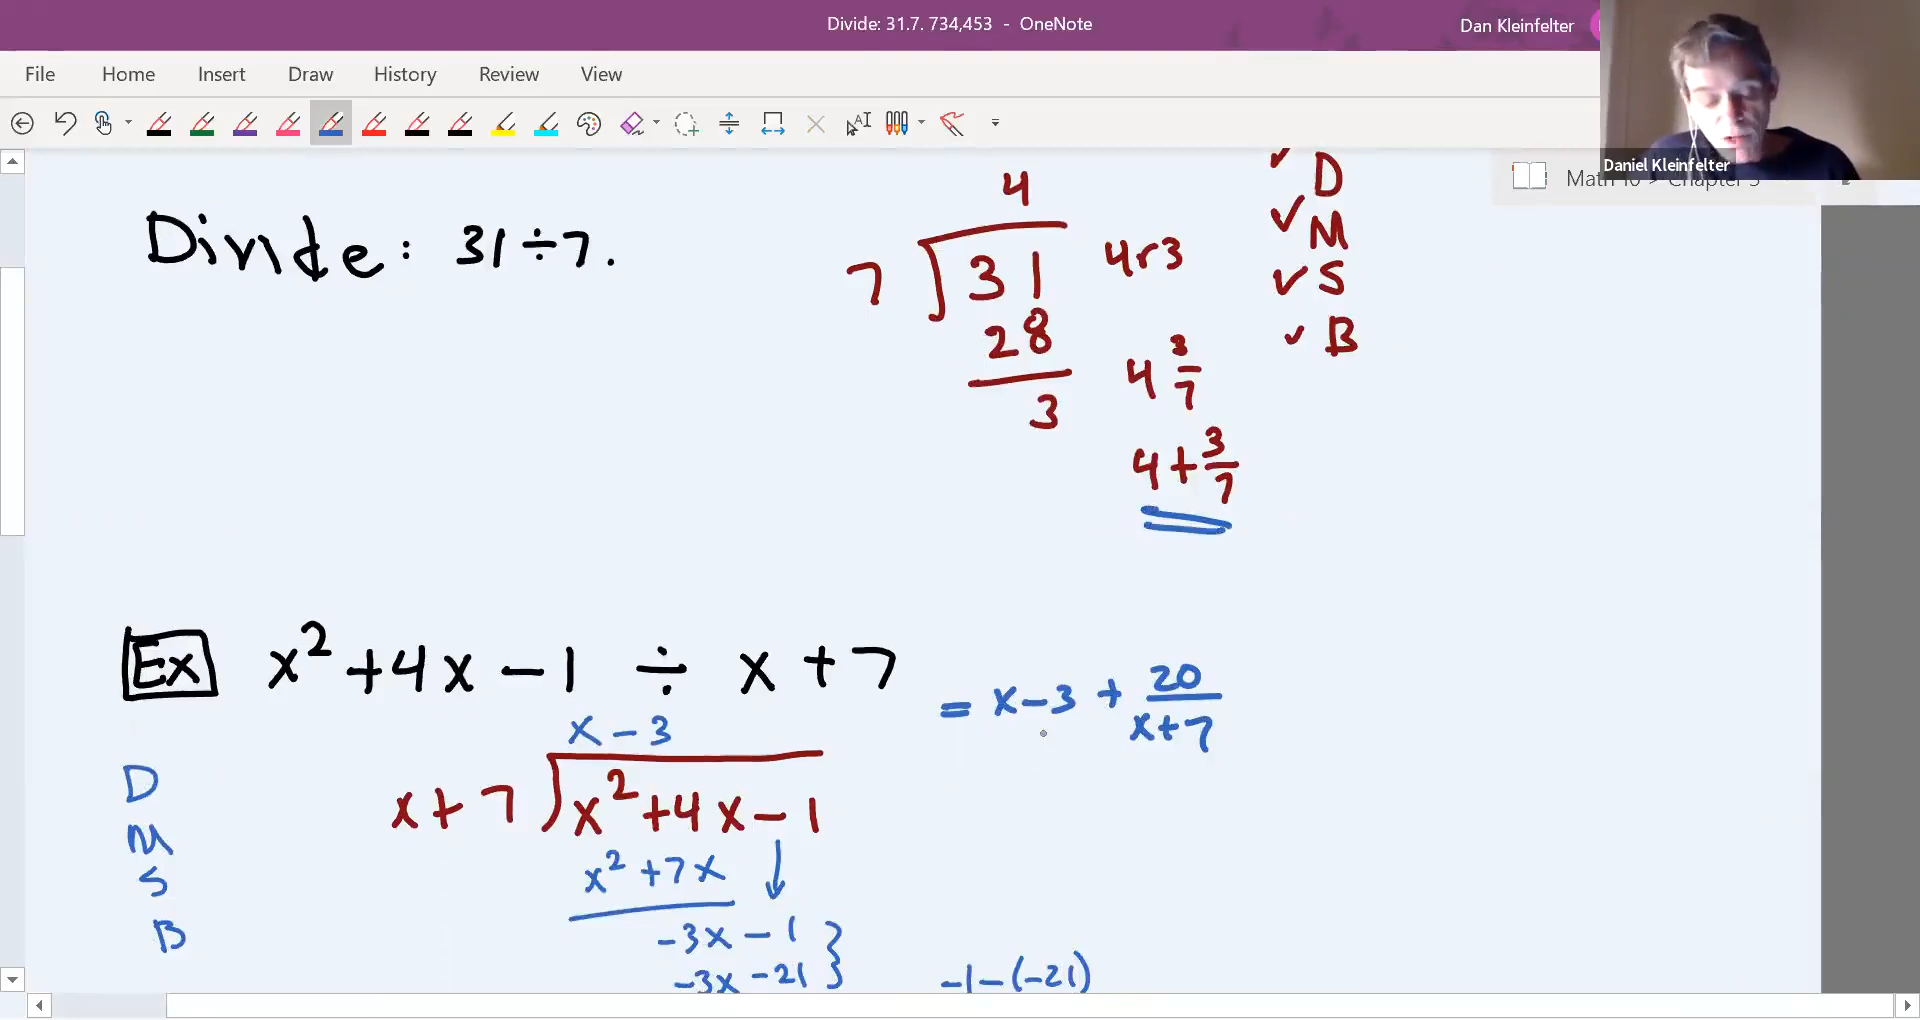 Divide: 31.7. 734,453 - OneNote
Dan Kleinfelter
File Home Insert Draw History Review View
Daniel Kleinfelter
Divide: 31 ÷ 7.
4
7 31
28
3
4 r 3
4 3/7
4 + 3/7
✓ D
✓ M
✓ S
✓ B
Ex x² + 4x - 1 ÷ x + 7
= x - 3 + 20/(x + 7)
x - 3
x + 7 x² + 4x - 1
x² + 7x
-3x - 1
-3x - 21
-1 - (-21)
D
M
S
B